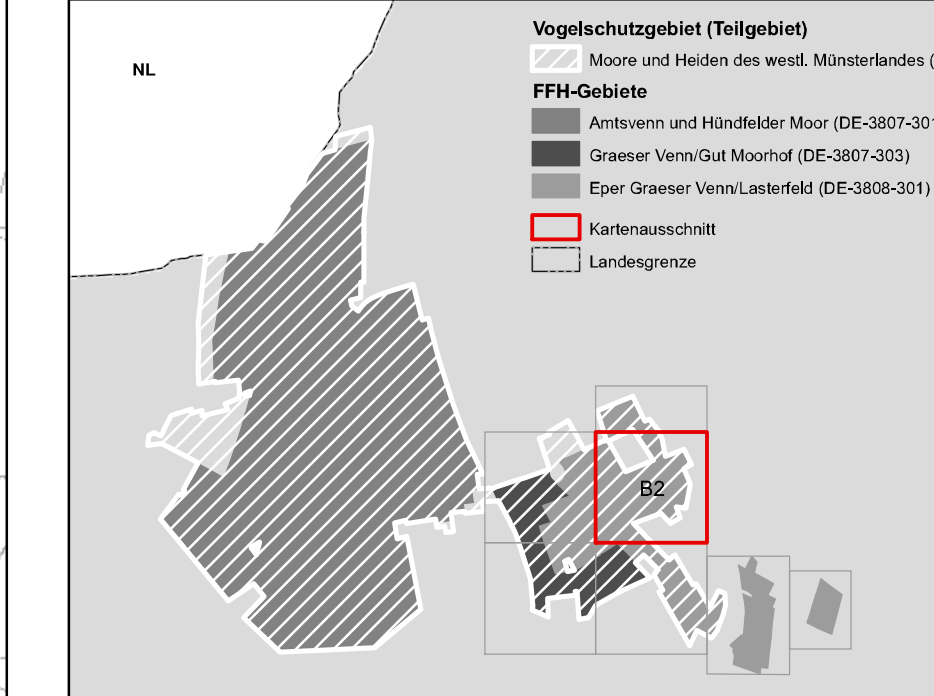 Vogelschutzgebiet (Teilgebiet)
NL
Moore und Heiden des westl. Münsterlandes (
FFH-Gebiete
Amtsvenn und Hündfelder Moor (DE-3807-301
Graeser Venn/Gut Moorhof (DE-3807-303)
Eper Graeser Venn/Lasterfeld (DE-3808-301)
Kartenausschnitt
Landesgrenze
B2